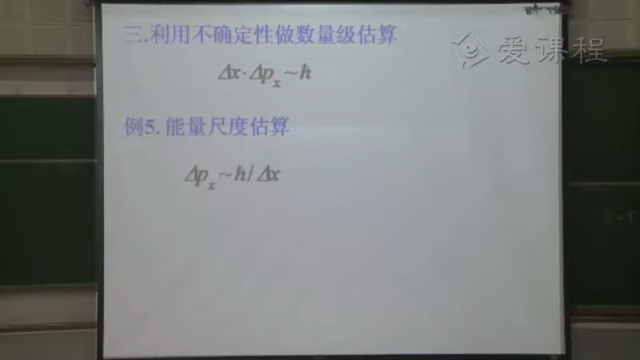 三.利用不确定性做数量级估算
爱课程
Δx·Δpₓ~ħ
例5. 能量尺度估算
Δpₓ~ħ/Δx